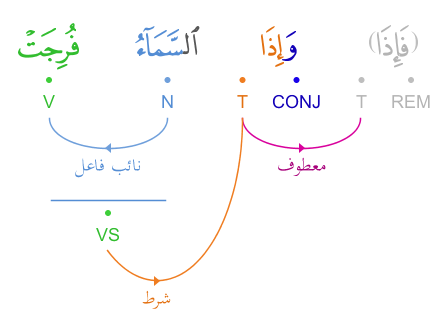 (فَإِذَا) وَإِذَا ٱلسَّمَآءُ فُرِجَتْ
V N T CONJ T REM
نائب فاعل معطوف
VS
شرط